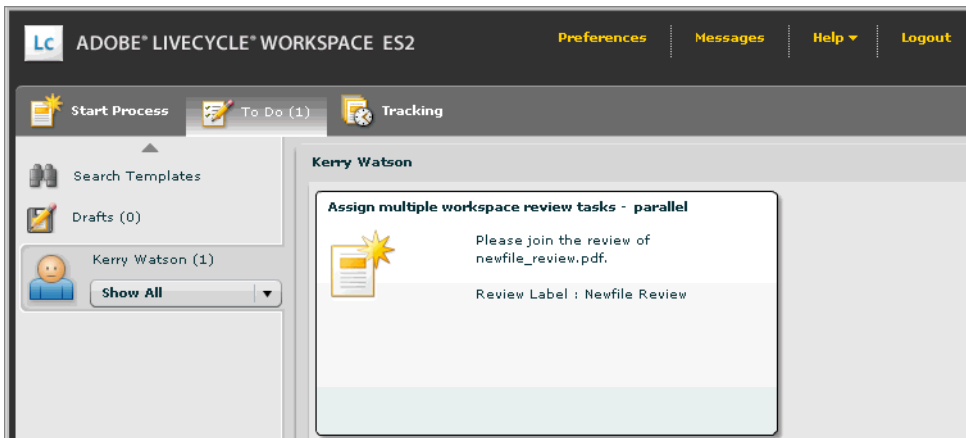 Lc ADOBE® LIVECYCLE® WORKSPACE ES2
Preferences Messages Help Logout
Start Process To Do (1) Tracking
Search Templates
Drafts (0)
Kerry Watson (1)
Show All
Kerry Watson
Assign multiple workspace review tasks - parallel
Please join the review of
newfile_review.pdf.
Review Label : Newfile Review